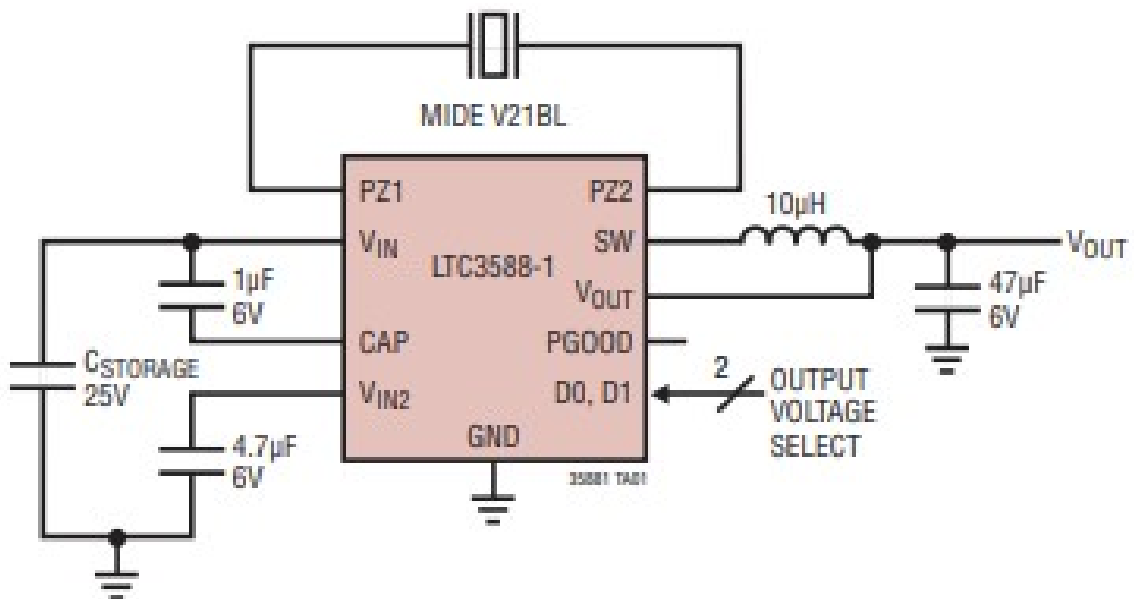 MIDE V21BL
PZ1
PZ2
10µH
VIN
SW
VOUT
LTC3588-1
1µF
6V
VOUT
47µF
6V
CAP
PGOOD
CSTORAGE
25V
2
OUTPUT
VOLTAGE
SELECT
VIN2
D0, D1
4.7µF
6V
GND
35881 TA01